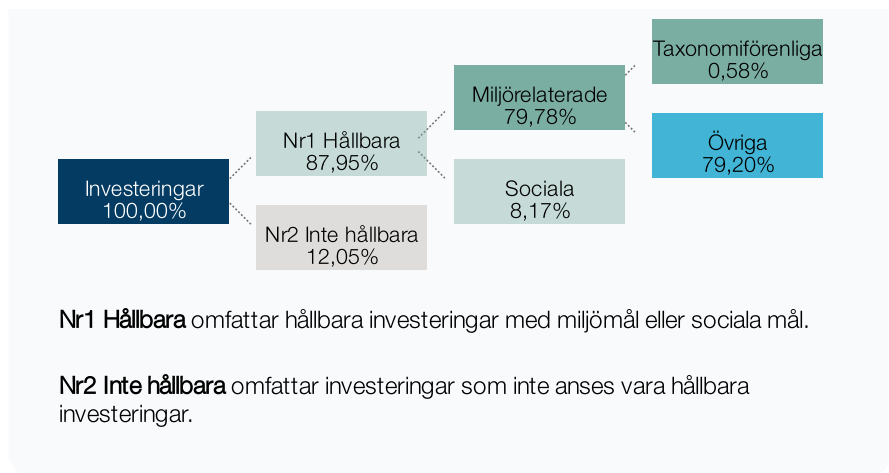 Taxonomiförenliga
0,58%
Miljörelaterade
79,78%
Nr1 Hållbara
87,95%
Övriga
79,20%
Investeringar
100,00%
Sociala
8,17%
Nr2 Inte hållbara
12,05%
Nr1 Hållbara omfattar hållbara investeringar med miljömål eller sociala mål.
Nr2 Inte hållbara omfattar investeringar som inte anses vara hållbara
investeringar.